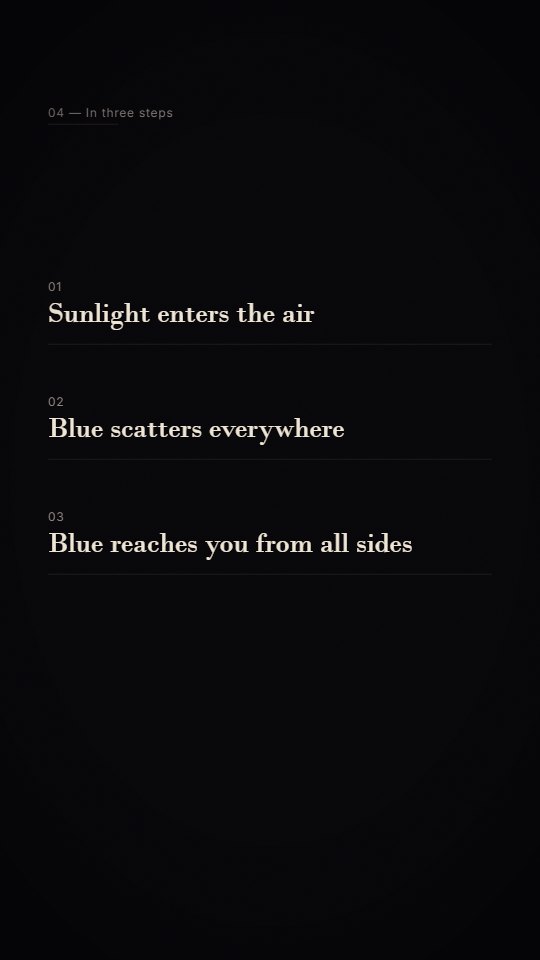 04 — In three steps
01
Sunlight enters the air
02
Blue scatters everywhere
03
Blue reaches you from all sides